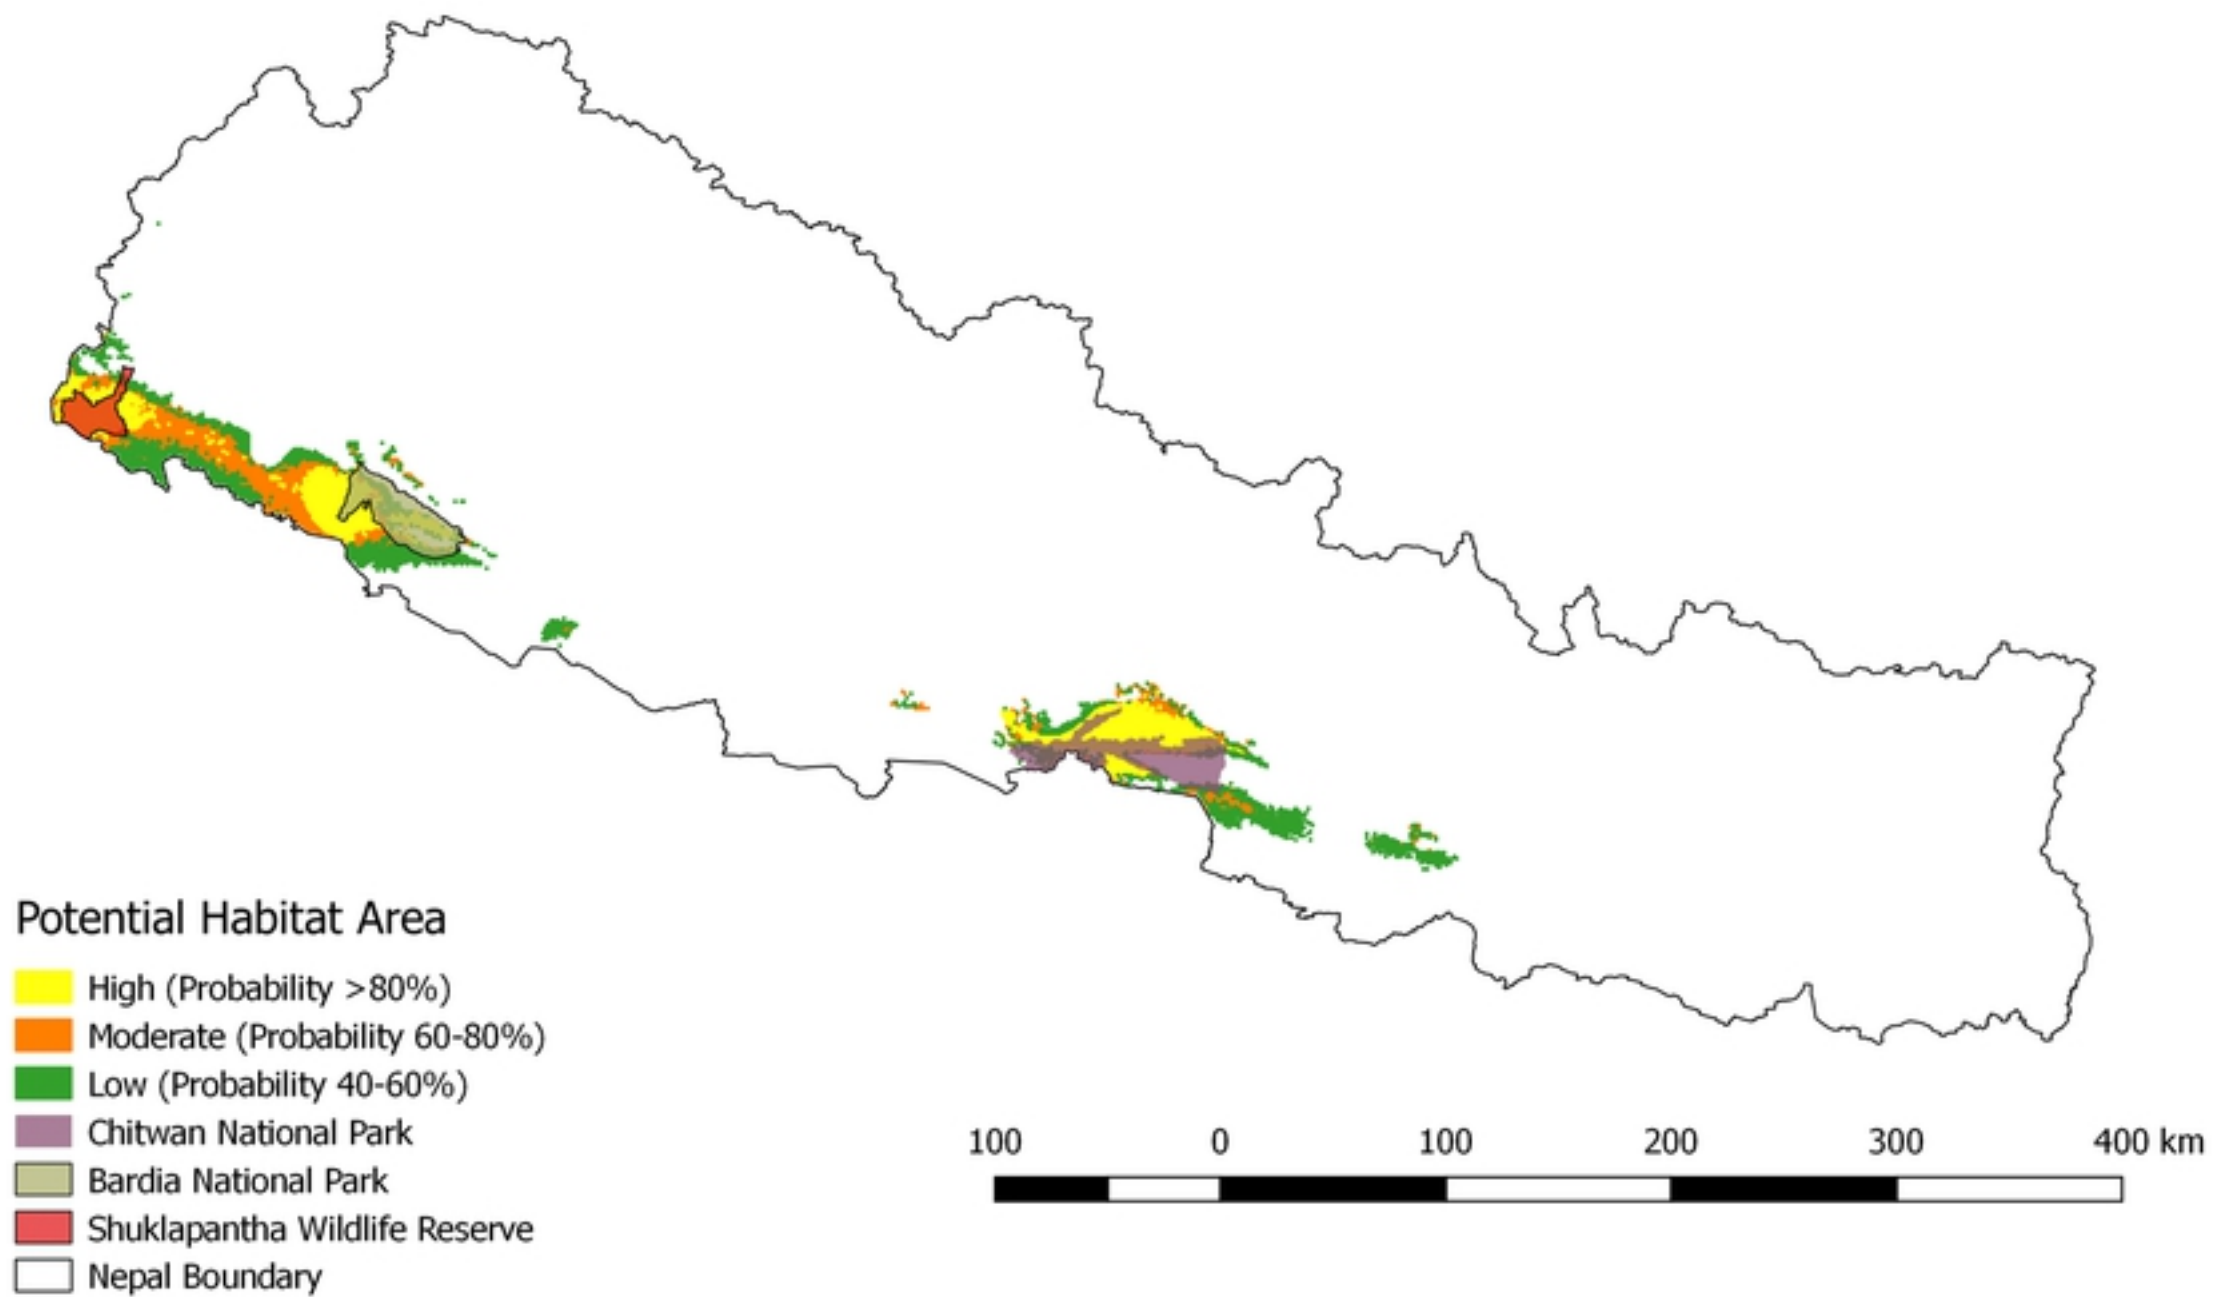 Potential Habitat Area
High (Probability >80%)
Moderate (Probability 60-80%)
Low (Probability 40-60%)
Chitwan National Park
Bardia National Park
Shuklapantha Wildlife Reserve
Nepal Boundary
100 0 100 200 300 400 km